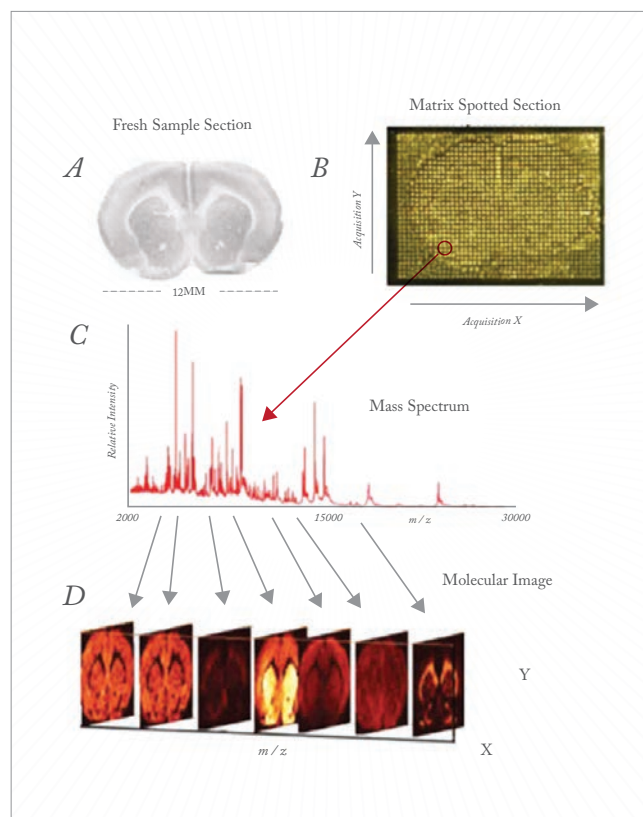 Fresh Sample Section
Matrix Spotted Section
A
B
Acquisition Y
12MM
Acquisition X
C
Relative Intensity
Mass Spectrum
2000
15000
m / z
30000
Molecular Image
D
Y
m / z
X